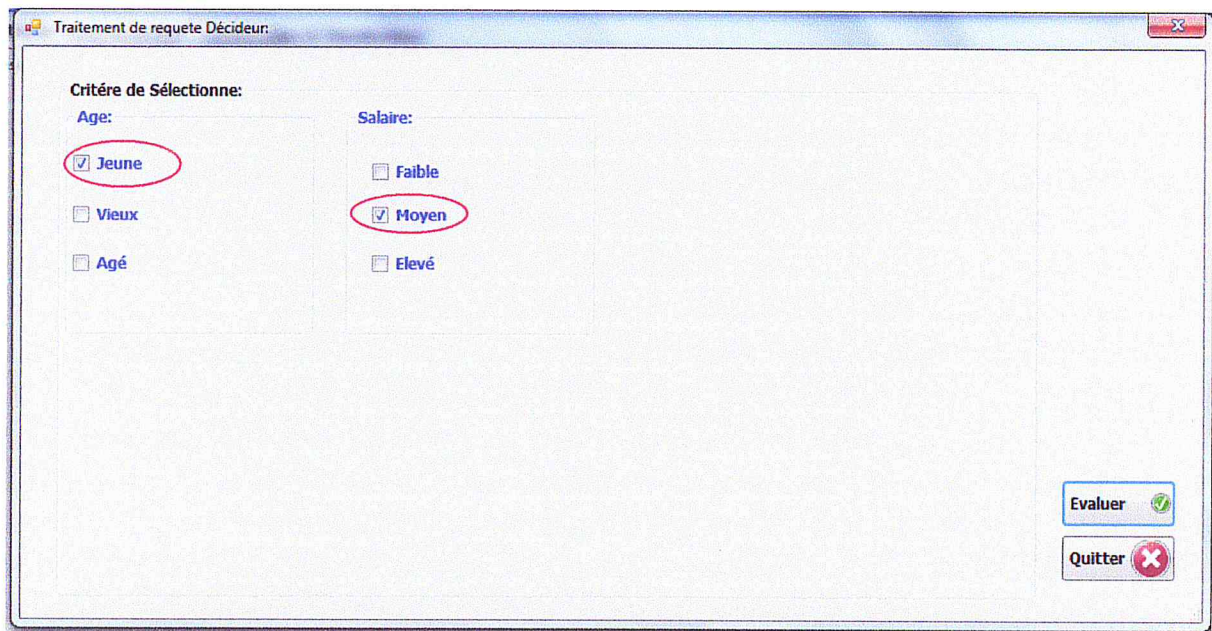 Traitement de requete Décideur:
Critére de Sélectionne:
Age:
Salaire:
Jeune
Faible
Vieux
Moyen
Agé
Elevé
Evaluer
Quitter